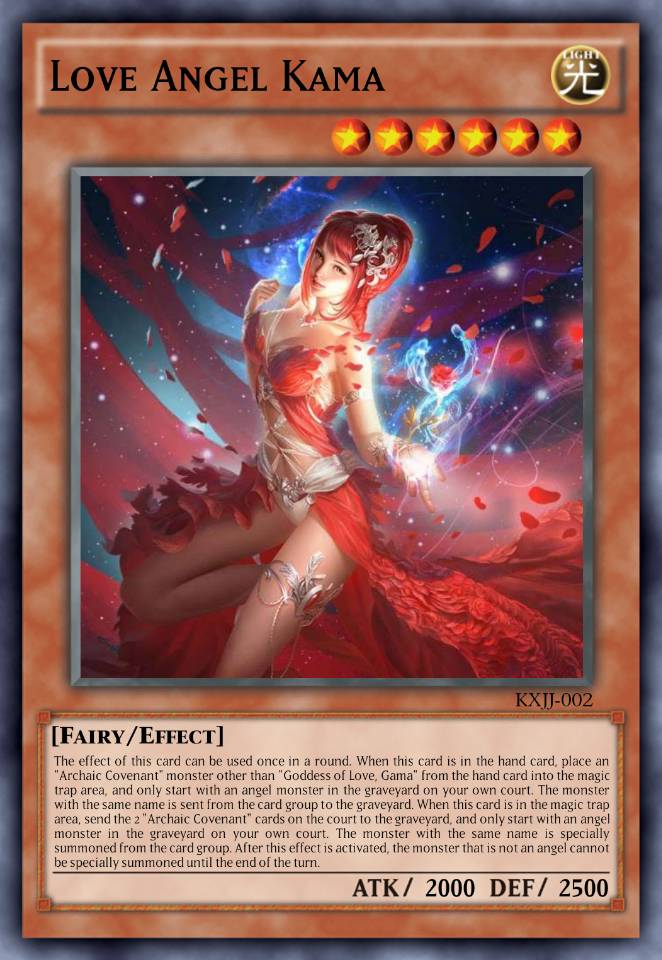 LOVE ANGEL KAMA
LIGHT
光
KXJJ-002
[FAIRY/EFFECT]
The effect of this card can be used once in a round. When this card is in the hand card, place an
"Archaic Covenant" monster other than "Goddess of Love, Gama" from the hand card into the magic
trap area, and only start with an angel monster in the graveyard on your own court. The monster
with the same name is sent from the card group to the graveyard. When this card is in the magic trap
area, send the 2 "Archaic Covenant" cards on the court to the graveyard, and only start with an angel
monster in the graveyard on your own court. The monster with the same name is specially
summoned from the card group. After this effect is activated, the monster that is not an angel cannot
be specially summoned until the end of the turn.
ATK/ 2000 DEF/ 2500